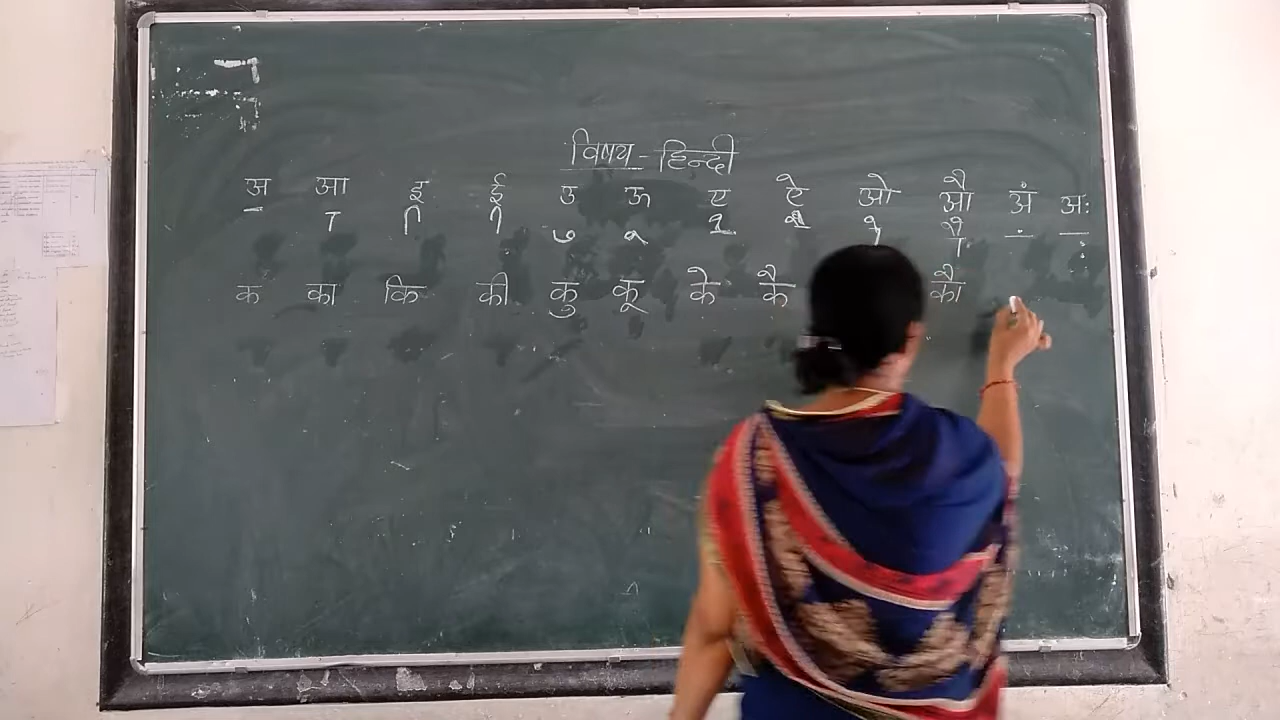 विषय - हिन्दी
अ आ इ ई उ ऊ ए ऐ ओ औ अं अः
– ा ि ी ु ू े ै ो ौ ं ः
क का कि की कु कू के कै कौ